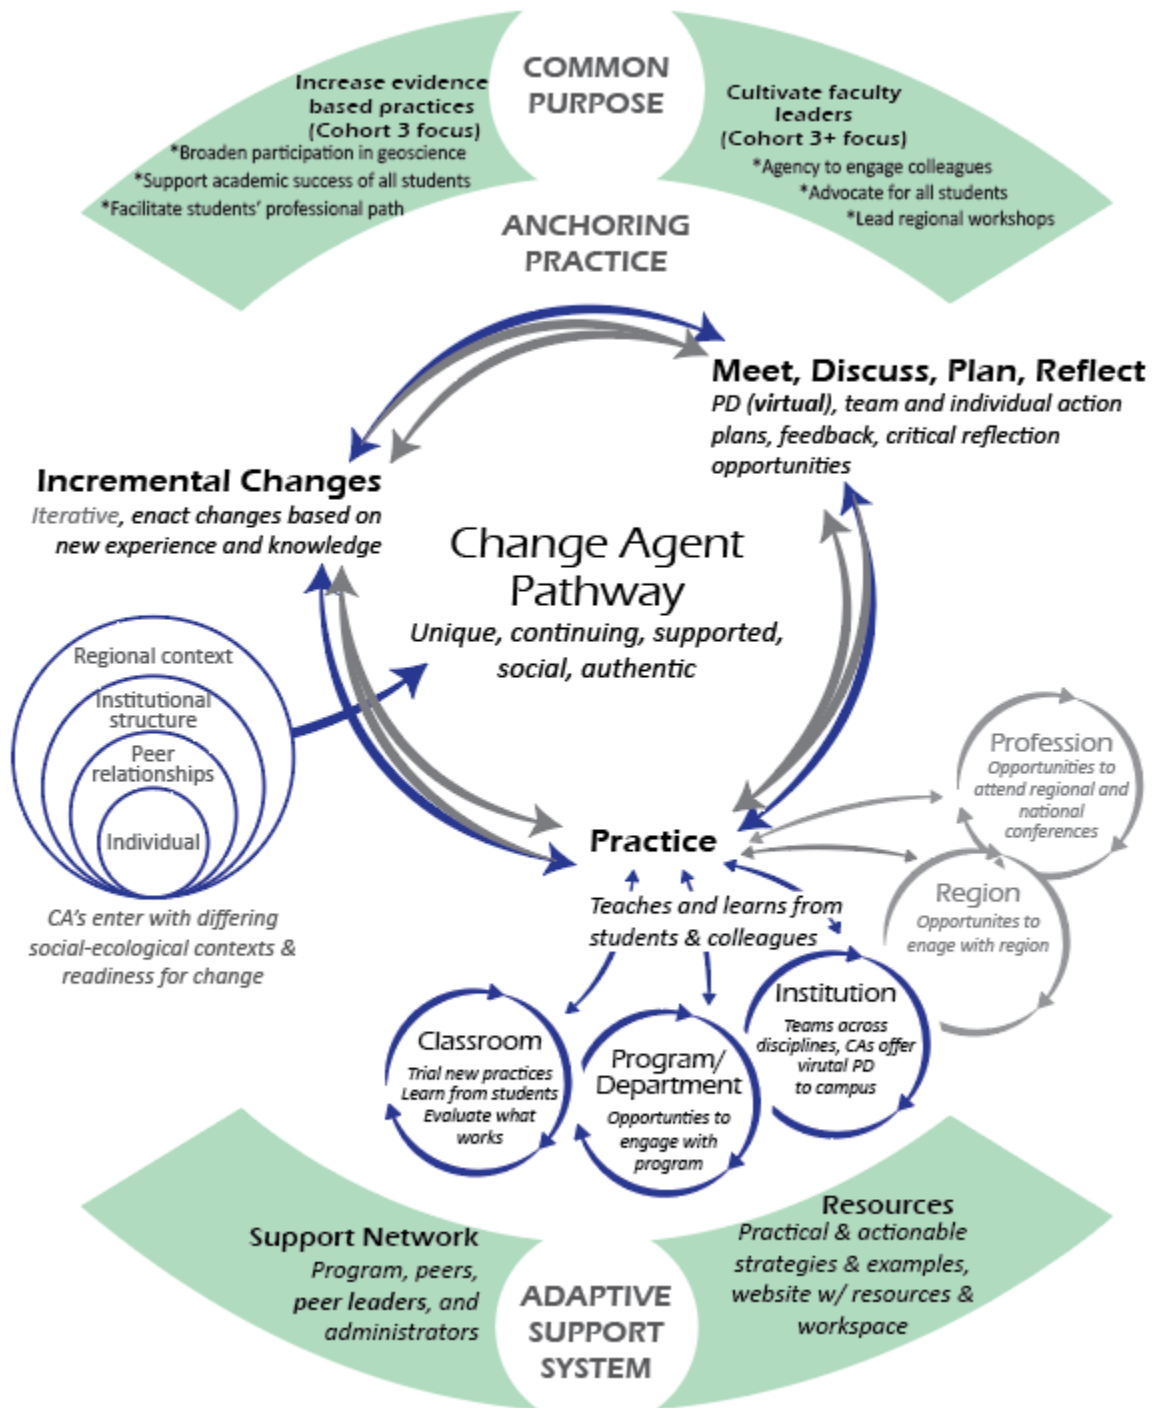 COMMON
PURPOSE
Increase evidence
based practices
(Cohort 3 focus)
*Broaden participation in geoscience
*Support academic success of all students
*Facilitate students' professional path
Cultivate faculty
leaders
(Cohort 3+ focus)
*Agency to engage colleagues
*Advocate for all students
*Lead regional workshops
ANCHORING
PRACTICE
Meet, Discuss, Plan, Reflect
PD (virtual), team and individual action
plans, feedback, critical reflection
opportunities
Incremental Changes
Iterative, enact changes based on
new experience and knowledge
Change Agent
Pathway
Unique, continuing, supported,
social, authentic
Regional context
Institutional
structure
Peer
relationships
Individual
CA's enter with differing
social-ecological contexts &
readiness for change
Practice
Teaches and learns from
students & colleagues
Profession
Opportunities to
attend regional and
national
conferences
Region
Opportunites to
enage with region
Classroom
Trial new practices
Learn from students
Evaluate what
works
Program/
Department
Opportunties to
engage with
program
Institution
Teams across
disciplines, CAs offer
virutal PD
to campus
Support Network
Program, peers,
peer leaders, and
administrators
ADAPTIVE
SUPPORT
SYSTEM
Resources
Practical & actionable
strategies & examples,
website w/ resources &
workspace